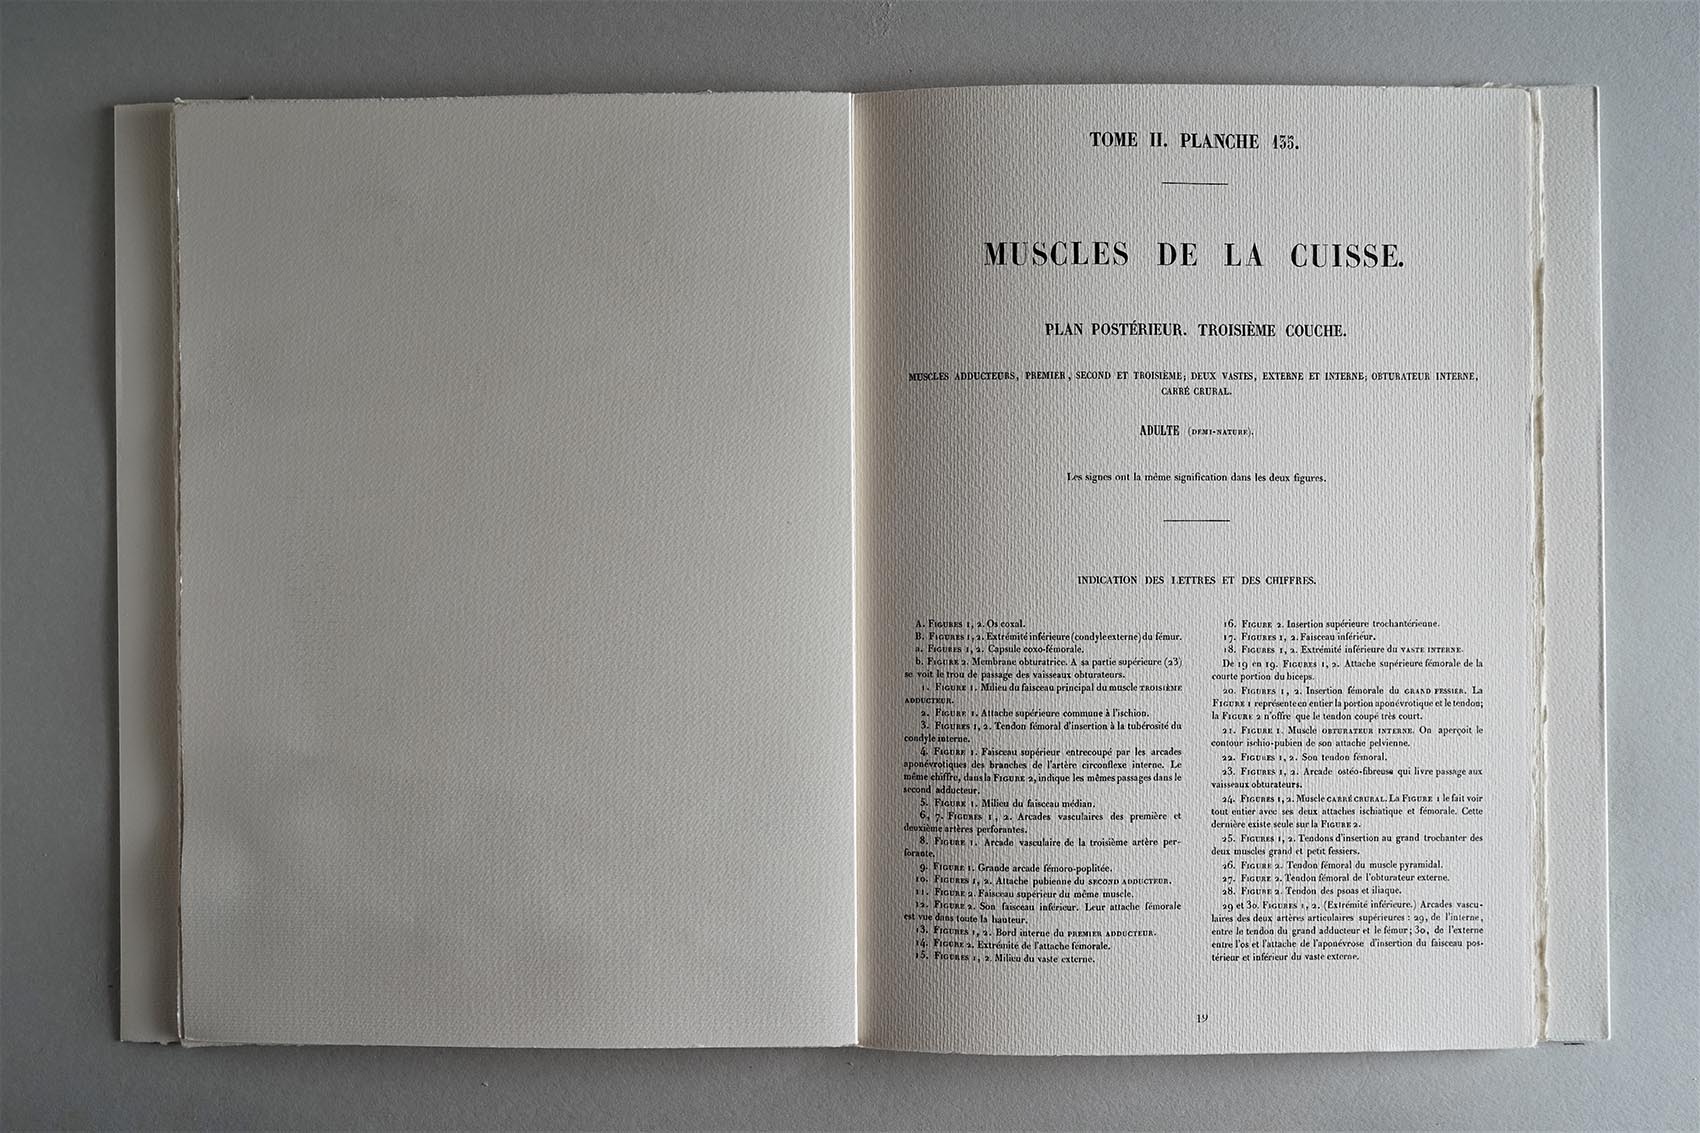 TOME II. PLANCHE 135.
MUSCLES DE LA CUISSE.
PLAN POSTÉRIEUR. TROISIÈME COUCHE.
MUSCLES ADDUCTEURS, PREMIER, SECOND ET TROISIÈME; DEUX VASTES, EXTERNE ET INTERNE; OBTURATEUR INTERNE,
CARRÉ CRURAL.
ADULTE (DEMI-NATURE).
Les signes ont la même signification dans les deux figures.
INDICATION DES LETTRES ET DES CHIFFRES.
A. FIGURES 1, 2. Os coxal.
B. FIGURES 1, 2. Extrémité inférieure (condyle externe) du fémur.
a. FIGURES 1, 2. Capsule coxo-fémorale.
b. FIGURE 2. Membrane obturatrice. A sa partie supérieure (23)
se voit le trou de passage des vaisseaux obturateurs.
1. FIGURE 1. Milieu du faisceau principal du muscle TROISIÈME
ADDUCTEUR.
2. FIGURE 1. Attache supérieure commune à l'ischion.
3. FIGURES 1, 2. Tendon fémoral d'insertion à la tubérosité du
condyle interne.
4. FIGURE 1. Faisceau supérieur entrecoupé par les arcades
aponévrotiques des branches de l'artère circonflexe interne. Le
même chiffre, dans la FIGURE 2, indique les mêmes passages dans le
second adducteur.
5. FIGURE 1. Milieu du faisceau médian.
6, 7. FIGURES 1, 2. Arcades vasculaires des première et
deuxième artères perforantes.
8. FIGURE 1. Arcade vasculaire de la troisième artère per-
forante.
9. FIGURE 1. Grande arcade fémoro-poplitée.
10. FIGURES 1, 2. Attache pubienne du SECOND ADDUCTEUR.
11. FIGURE 2. Faisceau supérieur du même muscle.
12. FIGURE 2. Son faisceau inférieur. Leur attache fémorale
est vue dans toute la hauteur.
13. FIGURES 1, 2. Bord interne du PREMIER ADDUCTEUR.
14. FIGURE 2. Extrémité de l'attache fémorale.
15. FIGURES 1, 2. Milieu du vaste externe.
16. FIGURE 2. Insertion supérieure trochantérienne.
17. FIGURES 1, 2. Faisceau inférieur.
18. FIGURES 1, 2. Extrémité inférieure du VASTE INTERNE.
De 19 en 19. FIGURES 1, 2. Attache supérieure fémorale de la
courte portion du biceps.
20. FIGURES 1, 2. Insertion fémorale du GRAND FESSIER. La
FIGURE 1 représente en entier la portion aponévrotique et le tendon;
la FIGURE 2 n'offre que le tendon coupé très court.
21. FIGURE 1. Muscle OBTURATEUR INTERNE. On aperçoit le
contour ischio-pubien de son attache pelvienne.
22. FIGURES 1, 2. Son tendon fémoral.
23. FIGURES 1, 2. Arcade ostéo-fibreuse qui livre passage aux
vaisseaux obturateurs.
24. FIGURES 1, 2. Muscle CARRÉ CRURAL. La FIGURE 1 le fait voir
tout entier avec ses deux attaches ischiatique et fémorale. Cette
dernière existe seule sur la FIGURE 2.
25. FIGURES 1, 2. Tendons d'insertion au grand trochanter des
deux muscles grand et petit fessiers.
26. FIGURE 2. Tendon fémoral du muscle pyramidal.
27. FIGURE 2. Tendon fémoral de l'obturateur externe.
28. FIGURE 2. Tendon des psoas et iliaque.
29 et 30. FIGURES 1, 2. (Extrémité inférieure.) Arcades vascu-
laires des deux artères articulaires supérieures : 29, de l'interne,
entre le tendon du grand adducteur et le fémur; 30, de l'externe
entre l'os et l'attache de l'aponévrose d'insertion du faisceau pos-
térieur et inférieur du vaste externe.
19